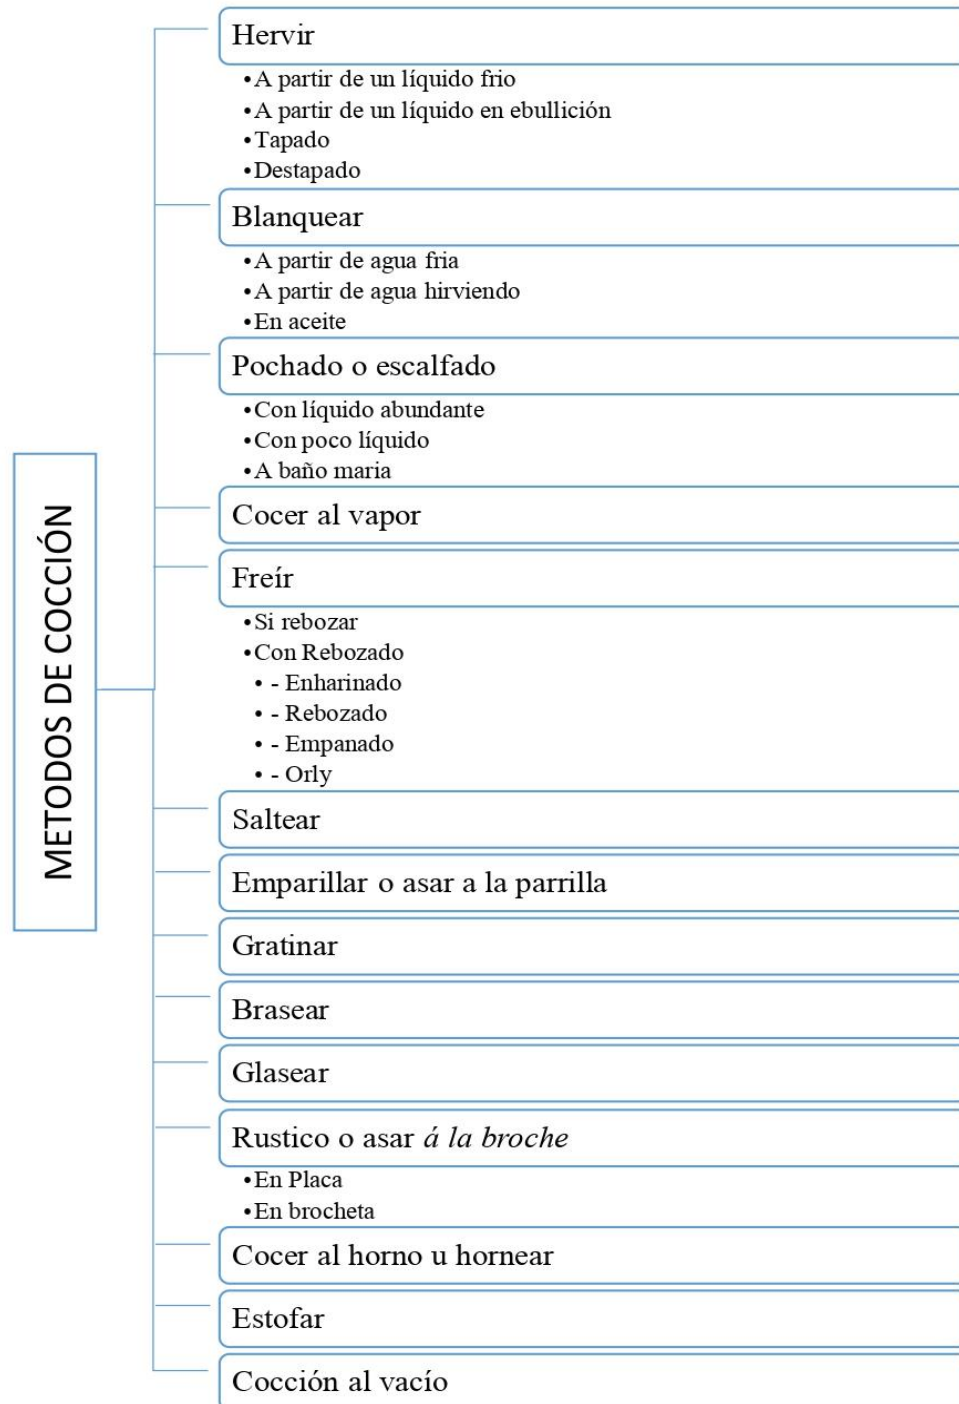 METODOS DE COCCIÓN
Hervir
•A partir de un líquido frio
•A partir de un líquido en ebullición
•Tapado
•Destapado
Blanquear
•A partir de agua fria
•A partir de agua hirviendo
•En aceite
Pochado o escalfado
•Con líquido abundante
•Con poco líquido
•A baño maria
Cocer al vapor
Freír
•Si rebozar
•Con Rebozado
• - Enharinado
• - Rebozado
• - Empanado
• - Orly
Saltear
Emparillar o asar a la parrilla
Gratinar
Brasear
Glasear
Rustico o asar á la broche
•En Placa
•En brocheta
Cocer al horno u hornear
Estofar
Cocción al vacío